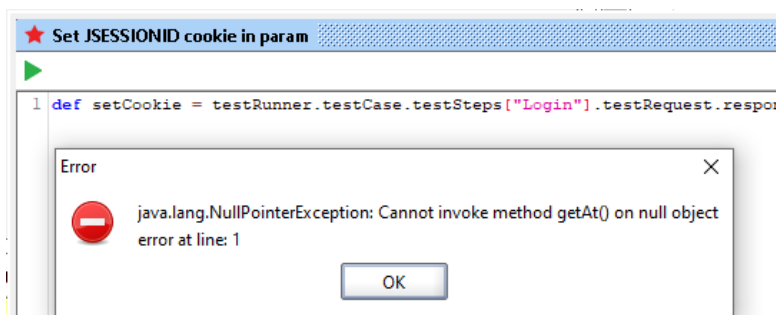 Set JSESSIONID cookie in param
1 def setCookie = testRunner.testCase.testSteps["Login"].testRequest.respon
Error
java.lang.NullPointerException: Cannot invoke method getAt() on null object
error at line: 1
OK